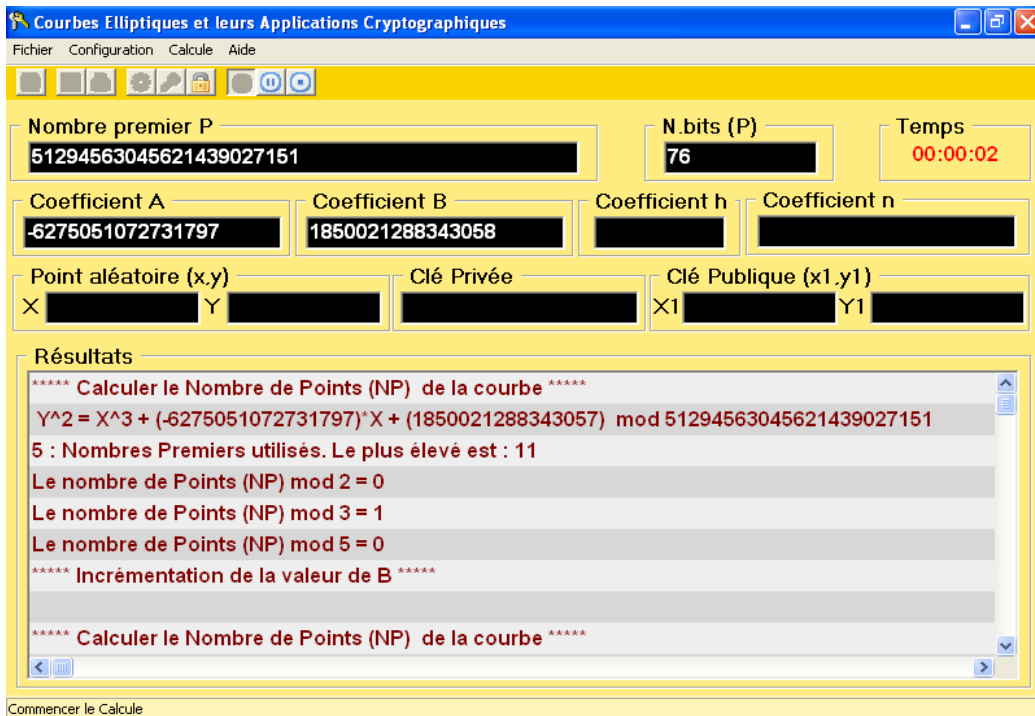 Courbes Elliptiques et leurs Applications Cryptographiques
Fichier Configuration Calcule Aide
Nombre premier P
51294563045621439027151
N.bits (P)
76
Temps
00:00:02
Coefficient A
-6275051072731797
Coefficient B
1850021288343058
Coefficient h
Coefficient n
Point aléatoire (x,y)
X
Y
Clé Privée
Clé Publique (x1,y1)
X1
Y1
Résultats
***** Calculer le Nombre de Points (NP) de la courbe *****
Y^2 = X^3 + (-6275051072731797)*X + (1850021288343057) mod 51294563045621439027151
5 : Nombres Premiers utilisés. Le plus élevé est : 11
Le nombre de Points (NP) mod 2 = 0
Le nombre de Points (NP) mod 3 = 1
Le nombre de Points (NP) mod 5 = 0
***** Incrémentation de la valeur de B *****
***** Calculer le Nombre de Points (NP) de la courbe *****
Commencer le Calcule